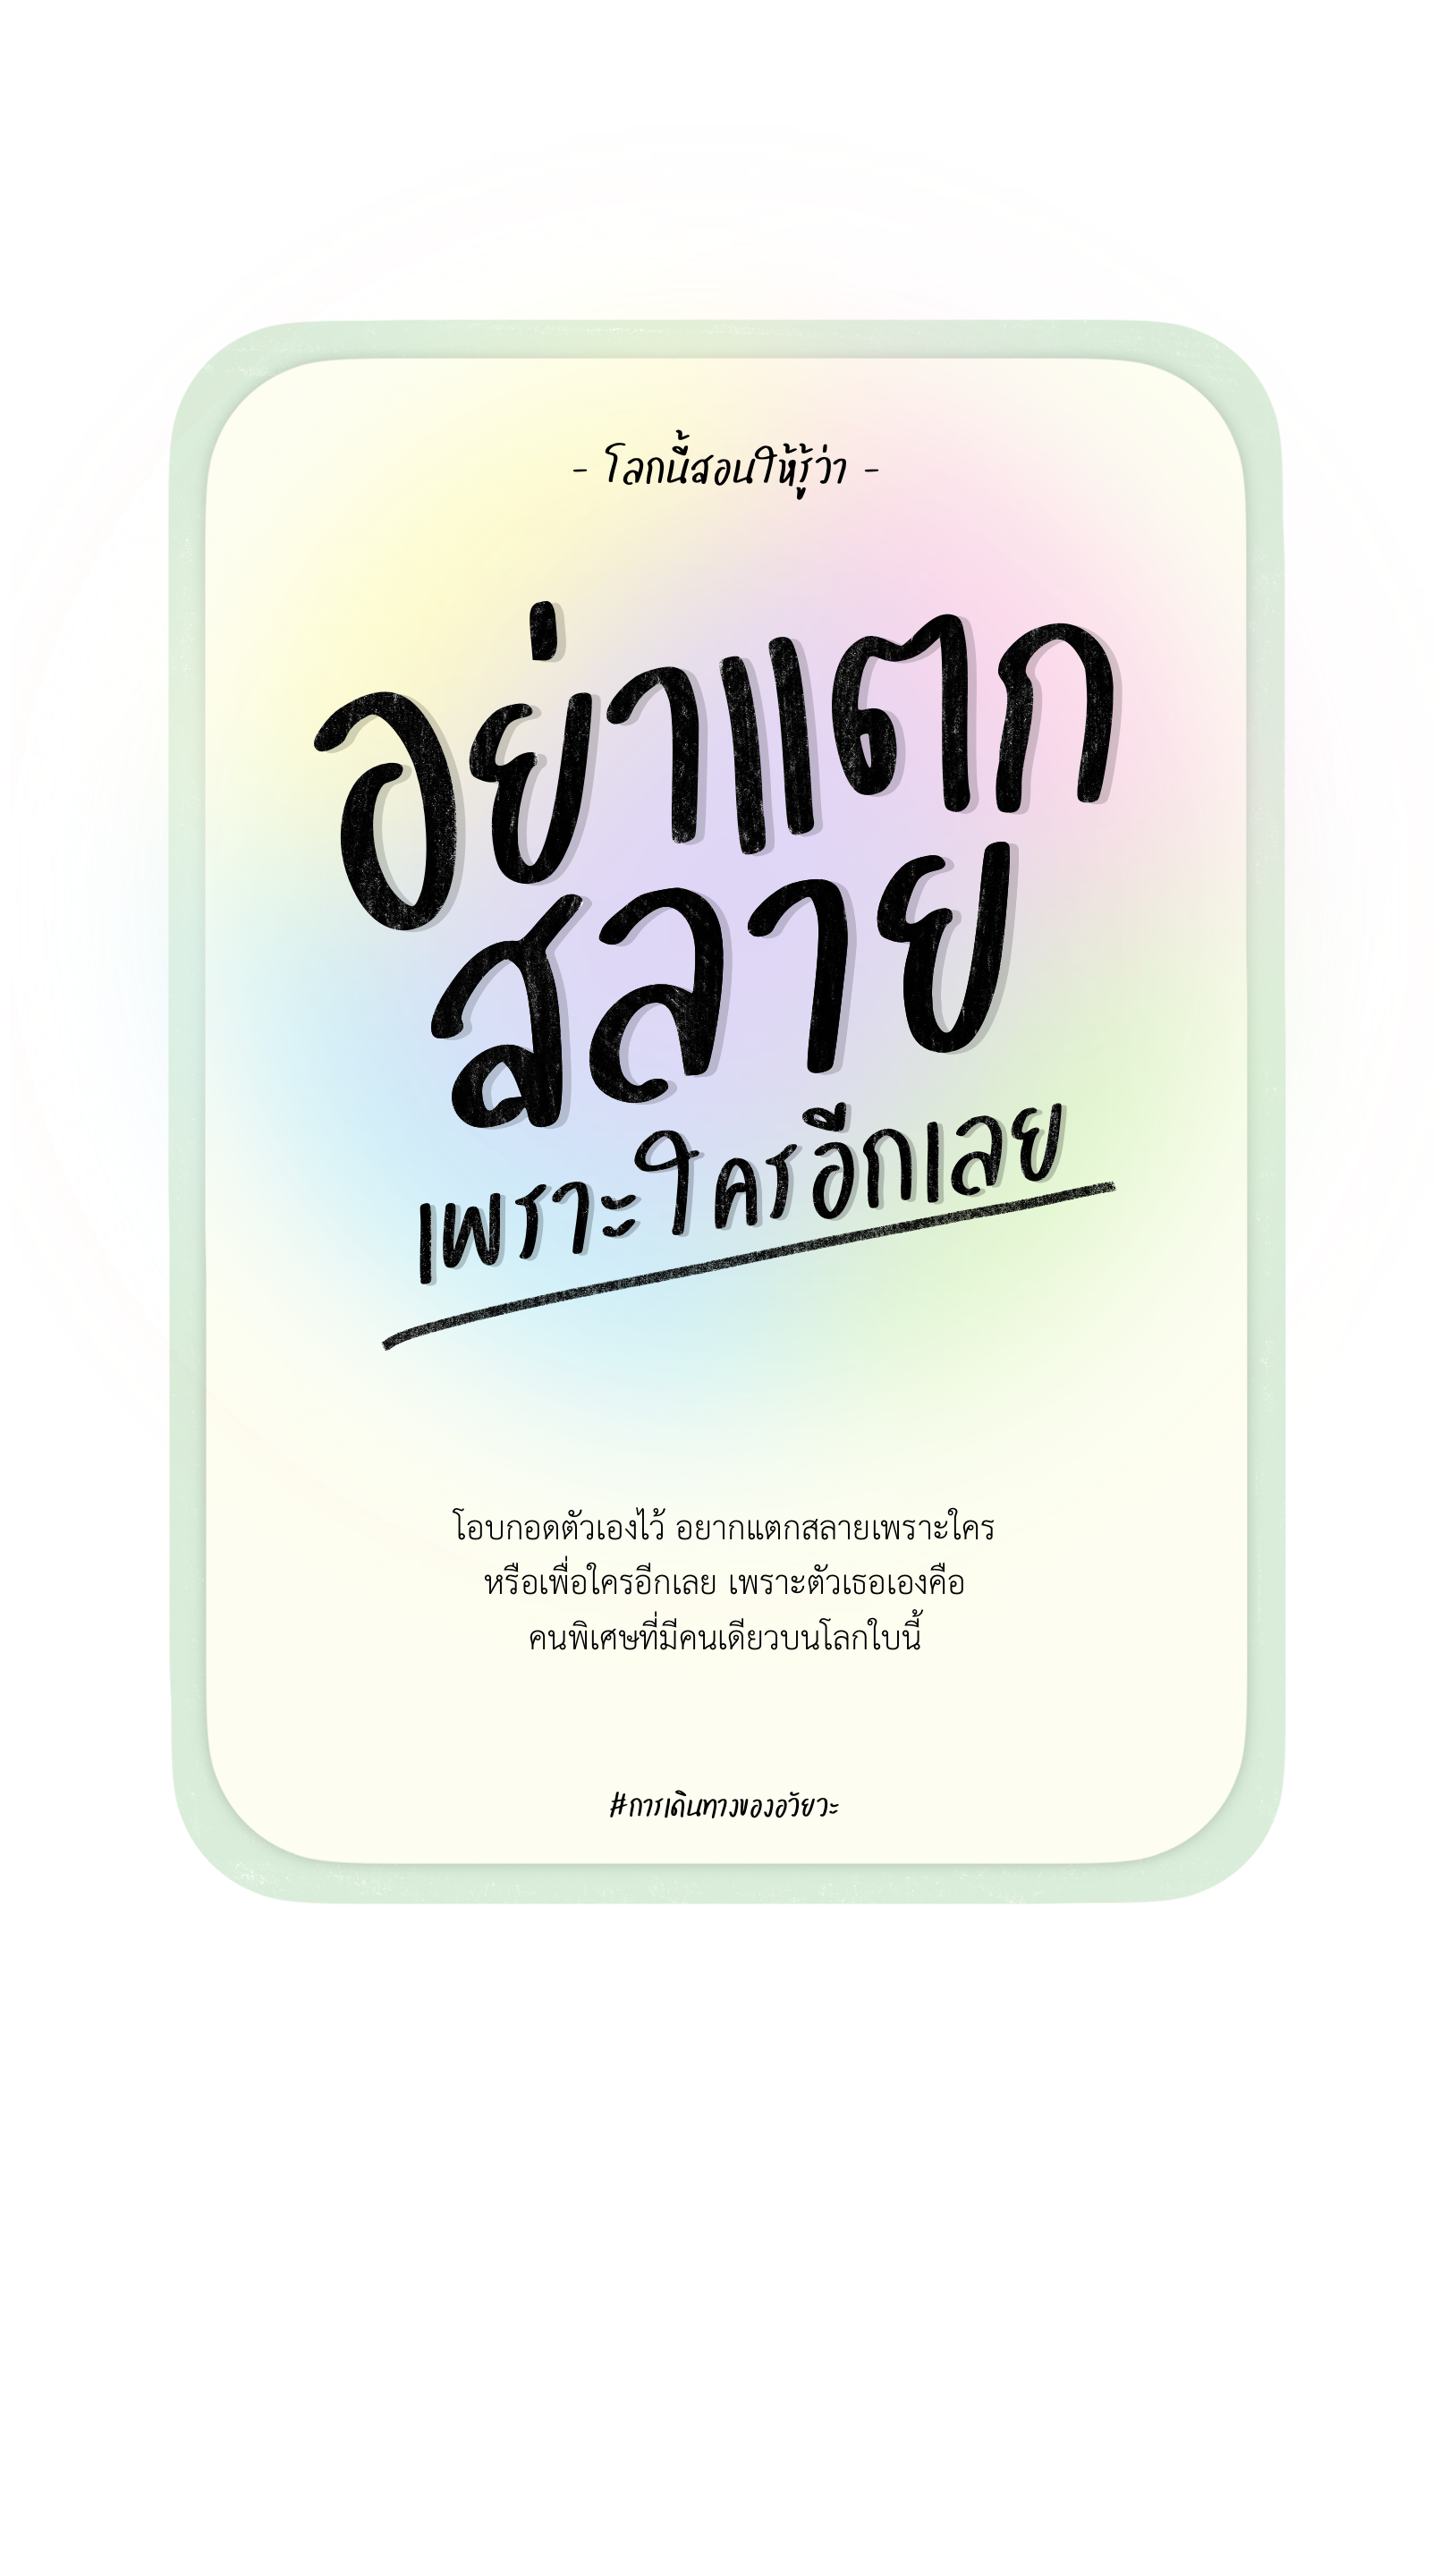 - โลกนี้สอนให้รู้ว่า -
อย่าแตก
สลาย
เพราะใครอีกเลย
โอบกอดตัวเองไว้ อยากแตกสลายเพราะใคร
หรือเพื่อใครอีกเลย เพราะตัวเธอเองคือ
คนพิเศษที่มีคนเดียวบนโลกใบนี้
#การเดินทางของอวัยวะ